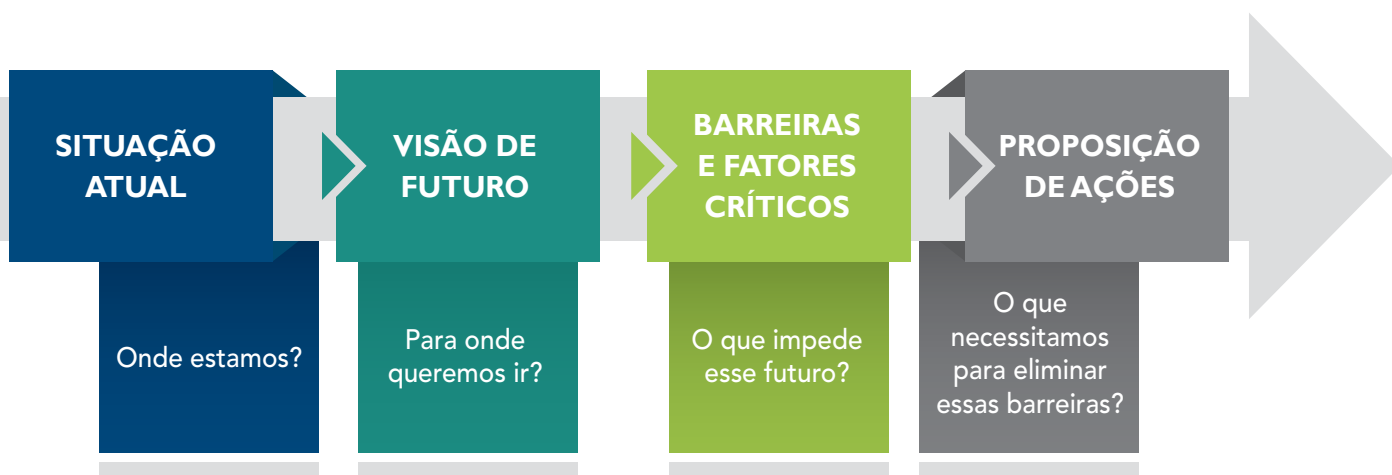 SITUAÇÃO
ATUAL
Onde estamos?
VISÃO DE
FUTURO
Para onde
queremos ir?
BARREIRAS
E FATORES
CRÍTICOS
O que impede
esse futuro?
PROPOSIÇÃO
DE AÇÕES
O que
necessitamos
para eliminar
essas barreiras?